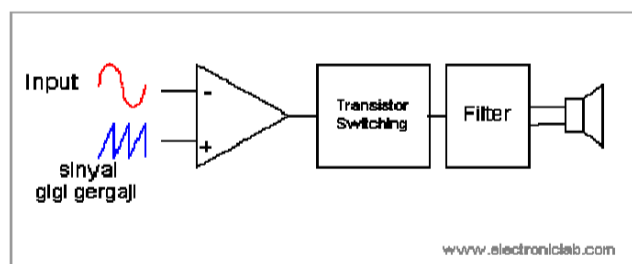 Input
-
+
sinyal
gigi gergaji
Transistor
Switching
Filter
www.electroniclab.com